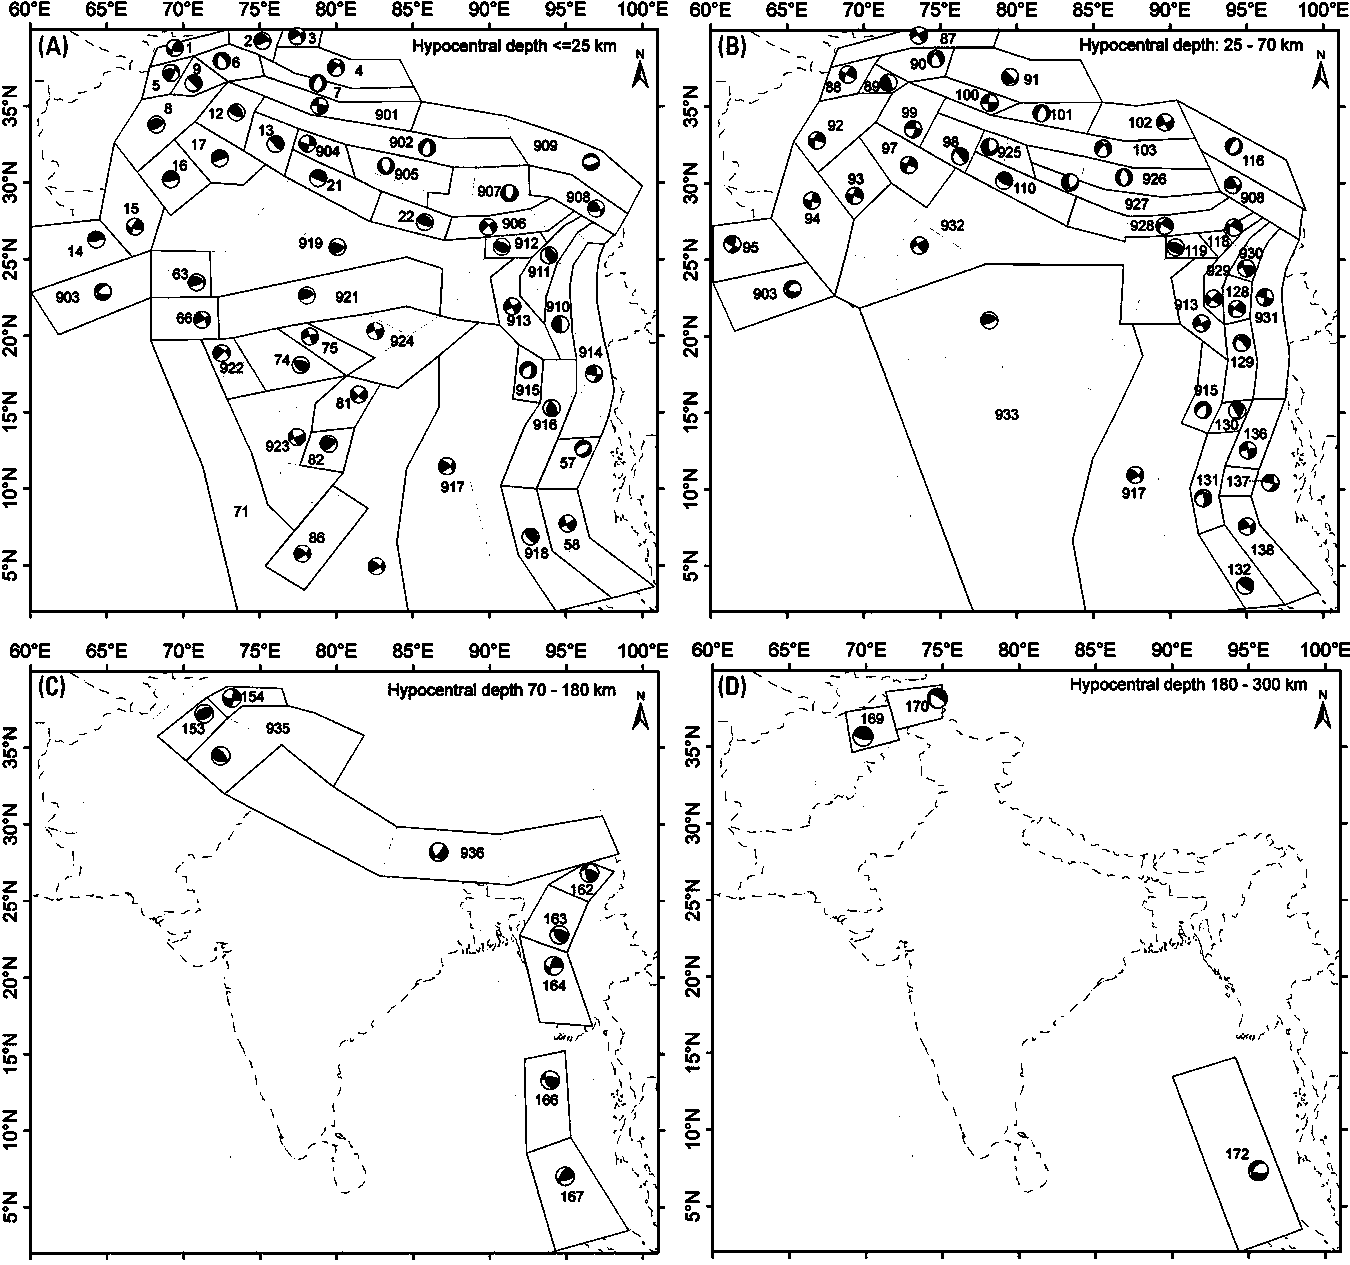 60°E 65°E 70°E 75°E 80°E 85°E 90°E 95°E 100°E 60°E 65°E 70°E 75°E 80°E 85°E 90°E 95°E 100°E
(A) Hypocentral depth <=25 km
N
35°N
30°N
25°N
20°N
15°N
10°N
5°N
1
2
3
4
5
9
6
7
8
12
901
13
902
909
17
904
16
905
21
907
908
15
22
906
14
919
912
911
63
903
921
910
66
913
75
924
914
922
74
915
81
916
923
82
57
917
71
86
918
58
(B) Hypocentral depth: 25 - 70 km
N
35°N
30°N
25°N
20°N
15°N
10°N
5°N
87
90
88
89
91
100
99
101
102
92
98
103
97
925
116
93
110
926
908
94
927
932
928
118
95
119
930
929
903
128
913
931
129
933
915
130
136
131
137
917
138
132
60°E 65°E 70°E 75°E 80°E 85°E 90°E 95°E 100°E 60°E 65°E 70°E 75°E 80°E 85°E 90°E 95°E 100°E
(C) Hypocentral depth 70 - 180 km
N
35°N
30°N
25°N
20°N
15°N
10°N
5°N
154
153
935
936
162
163
164
166
167
(D) Hypocentral depth 180 - 300 km
N
35°N
30°N
25°N
20°N
15°N
10°N
5°N
170
169
172